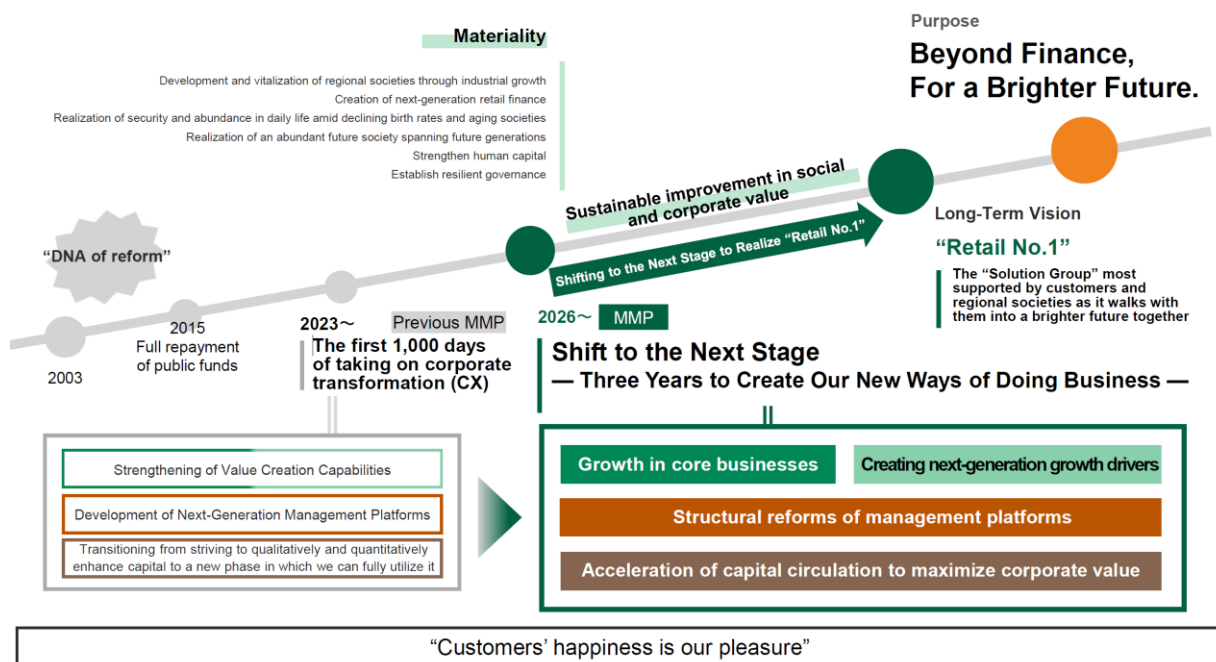 Purpose
Beyond Finance,
For a Brighter Future.
Materiality
Development and vitalization of regional societies through industrial growth
Creation of next-generation retail finance
Realization of security and abundance in daily life amid declining birth rates and aging societies
Realization of an abundant future society spanning future generations
Strengthen human capital
Establish resilient governance
Sustainable improvement in social
and corporate value
Shifting to the Next Stage to Realize “Retail No.1”
Long-Term Vision
“Retail No.1”
The “Solution Group” most
supported by customers and
regional societies as it walks with
them into a brighter future together
“DNA of reform”
2003
2015
Full repayment
of public funds
2023～
Previous MMP
The first 1,000 days
of taking on corporate
transformation (CX)
2026～
MMP
Shift to the Next Stage
— Three Years to Create Our New Ways of Doing Business —
Strengthening of Value Creation Capabilities
Development of Next-Generation Management Platforms
Transitioning from striving to qualitatively and quantitatively
enhance capital to a new phase in which we can fully utilize it
Growth in core businesses
Creating next-generation growth drivers
Structural reforms of management platforms
Acceleration of capital circulation to maximize corporate value
“Customers’ happiness is our pleasure”